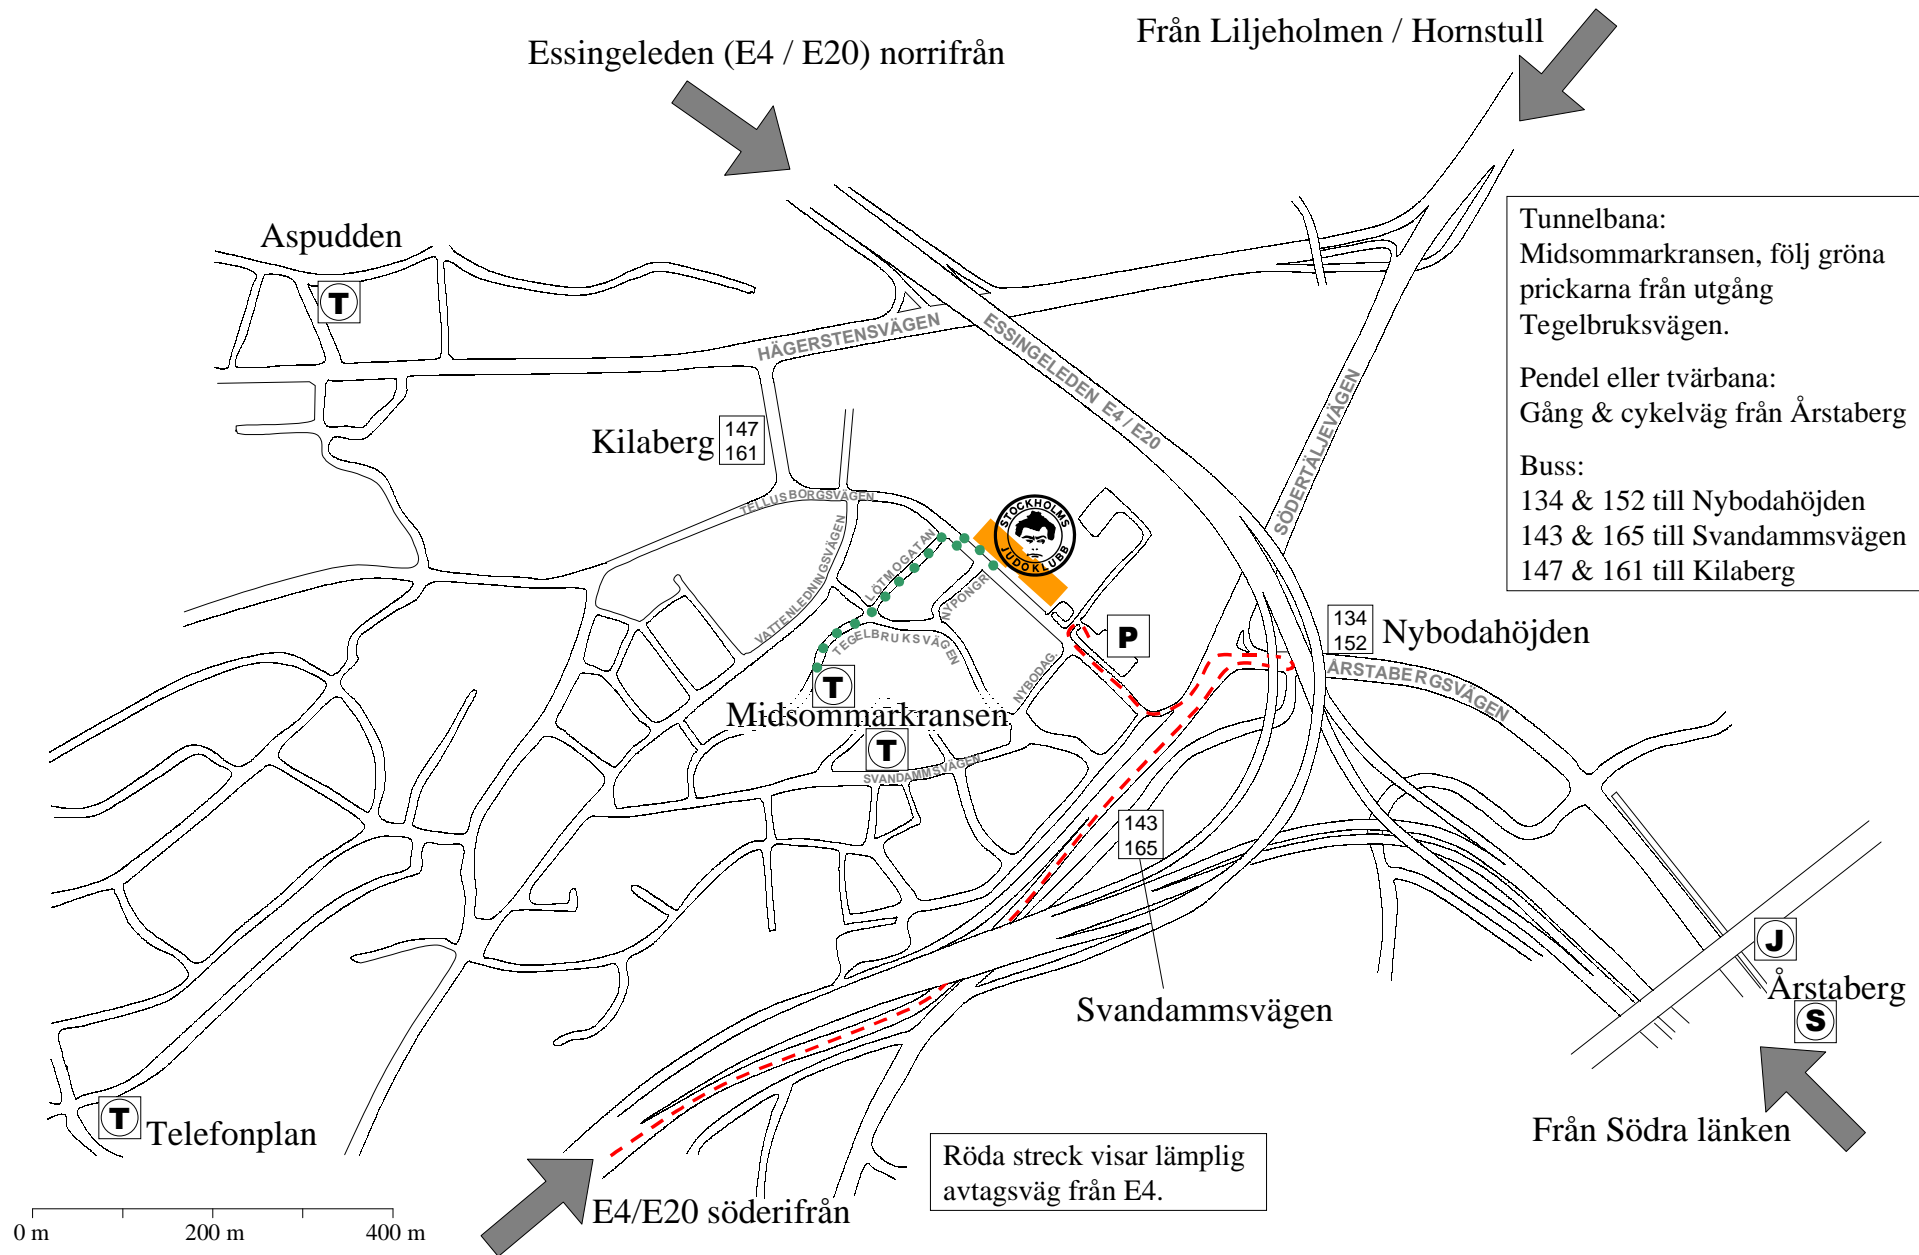 Essingeleden (E4 / E20) norrifrån
Från Liljeholmen / Hornstull
Tunnelbana:
Midsommarkransen, följ gröna
prickarna från utgång
Tegelbruksvägen.
Pendel eller tvärbana:
Gång & cykelväg från Årstaberg
Buss:
134 & 152 till Nybodahöjden
143 & 165 till Svandammsvägen
147 & 161 till Kilaberg
Aspudden
T
HÄGERSTENSVÄGEN
ESSINGELEDEN E4 / E20
SÖDERTÄLJEVÄGEN
Kilaberg
147
161
TELLUSBORGSVÄGEN
VATTENLEDNINGSVÄGEN
LÖTMOGATAN
STOCKHOLMS
JUDOKLUBB
NYPONGR.
TEGELBRUKSVÄGEN
P
134
152
Nybodahöjden
ÅRSTABERGSVÄGEN
NYBODAG.
T
Midsommarkransen
T
SVANDAMMSVÄGEN
143
165
Svandammsvägen
J
Årstaberg
S
Från Södra länken
T
Telefonplan
E4/E20 söderifrån
Röda streck visar lämplig
avtagsväg från E4.
0 m
200 m
400 m